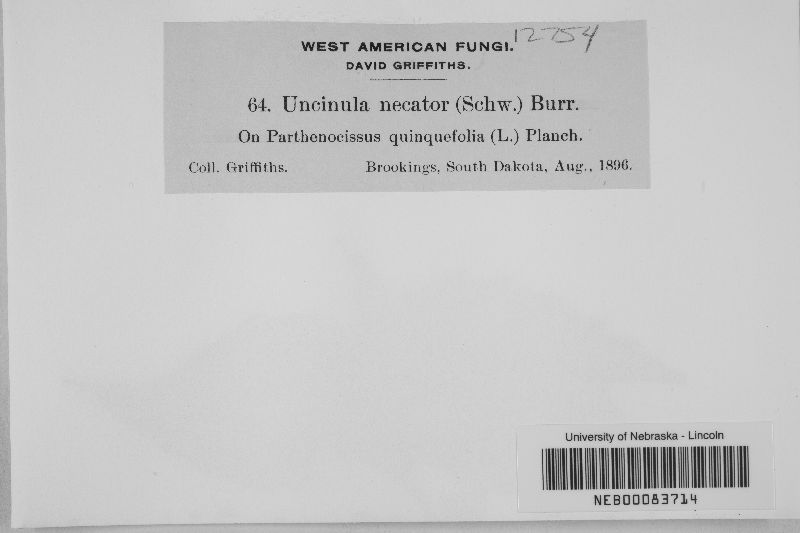 12754
WEST AMERICAN FUNGI.
DAVID GRIFFITHS.
64. Uncinula necator (Schw.) Burr.
On Parthenocissus quinquefolia (L.) Planch.
Coll. Griffiths. Brookings, South Dakota, Aug., 1896.
University of Nebraska - Lincoln
NEB00083714